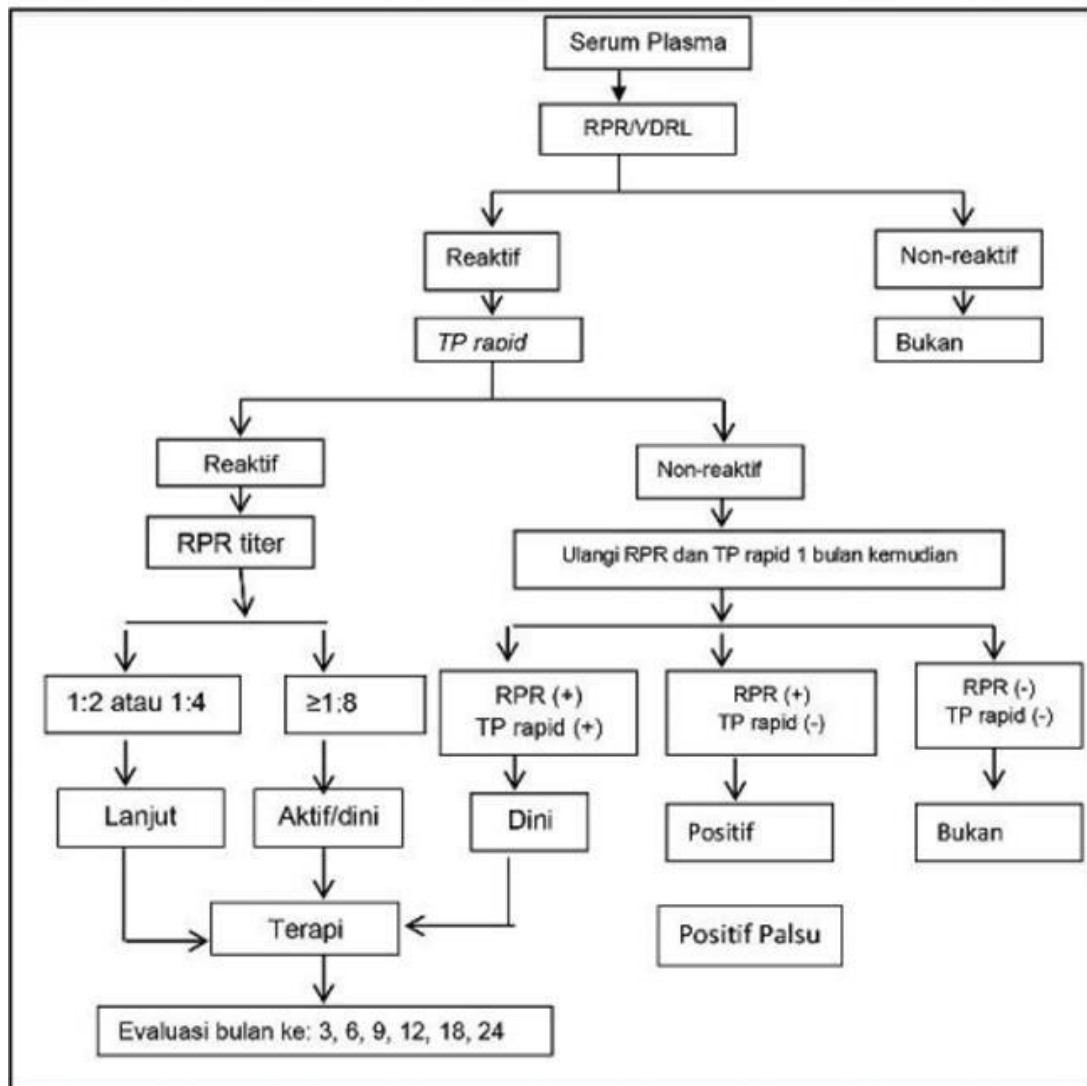 Serum Plasma
RPR/VDRL
Reaktif
Non-reaktif
TP rapid
Bukan
Reaktif
Non-reaktif
RPR titer
Ulangi RPR dan TP rapid 1 bulan kemudian
1:2 atau 1:4
≥1:8
RPR (+)
TP rapid (+)
RPR (+)
TP rapid (-)
RPR (-)
TP rapid (-)
Lanjut
Aktif/dini
Dini
Positif
Bukan
Terapi
Positif Palsu
Evaluasi bulan ke: 3, 6, 9, 12, 18, 24